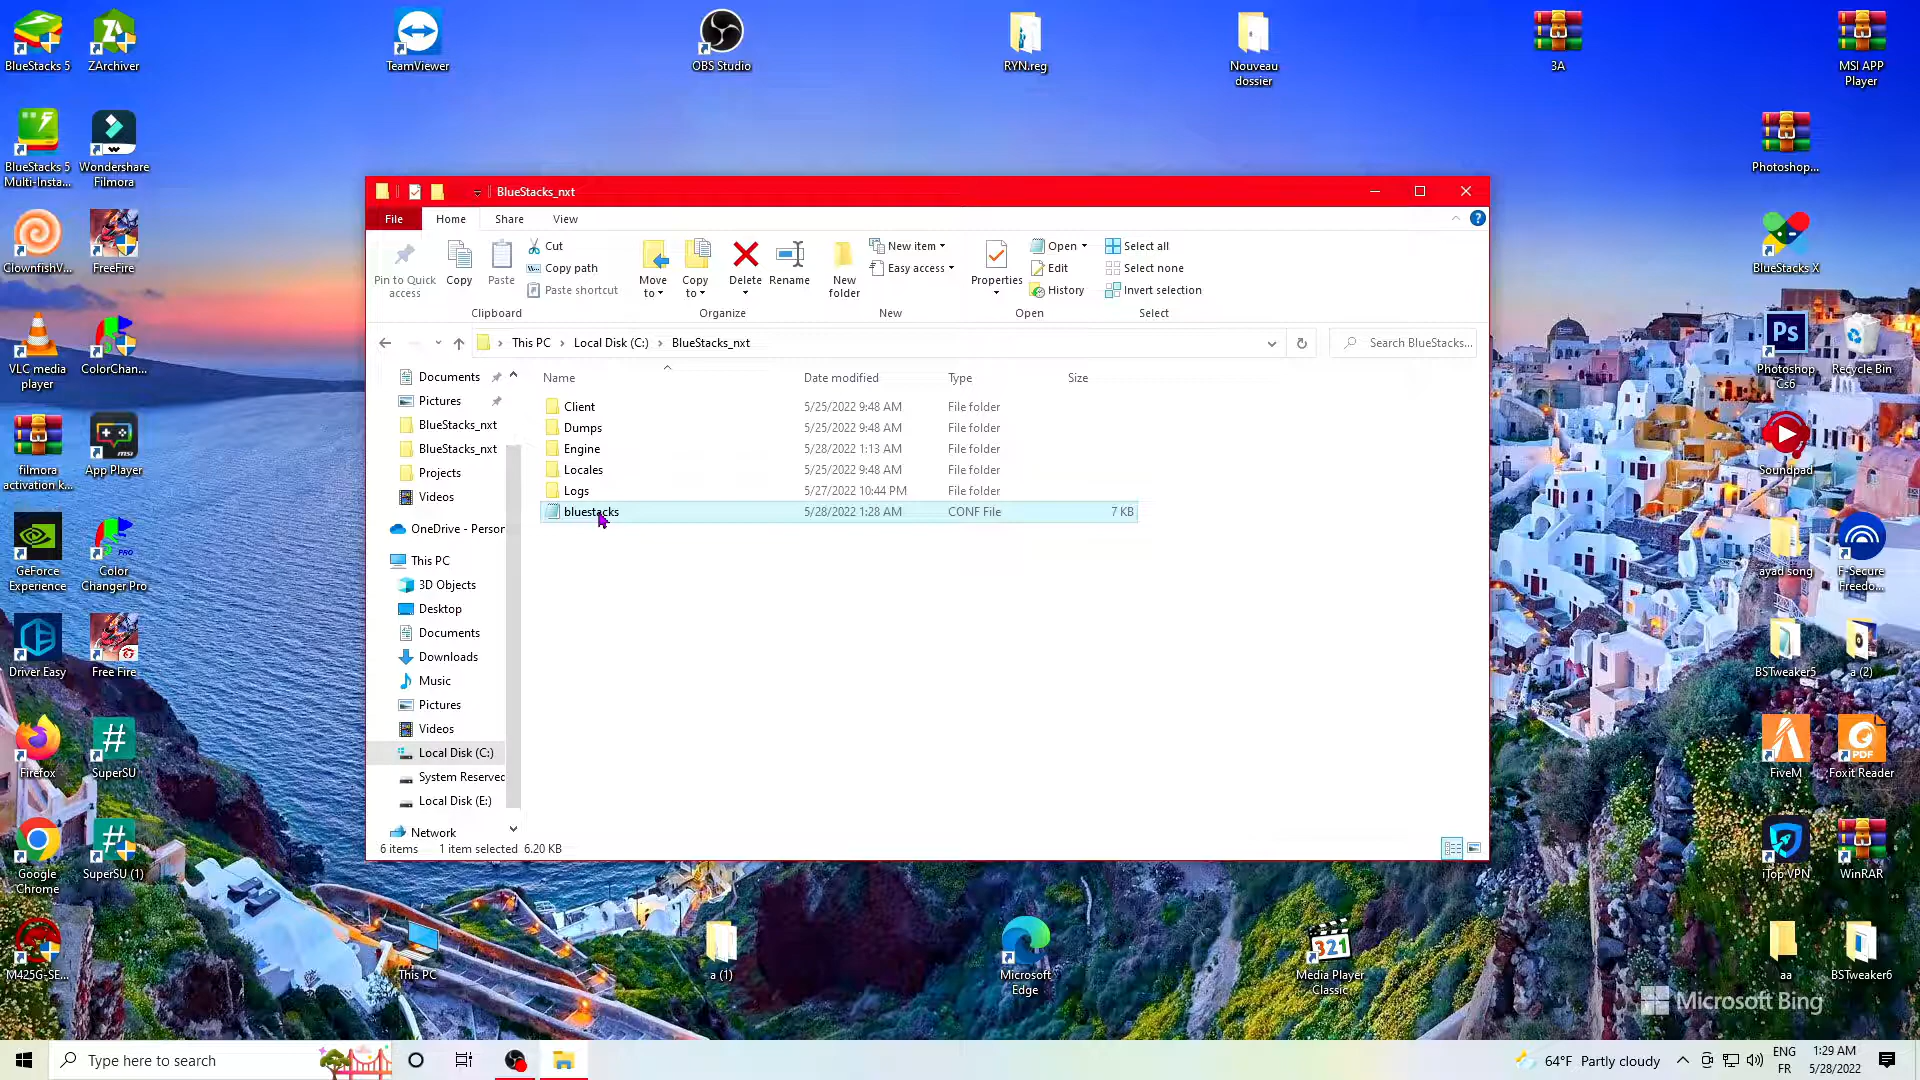 BlueStacks 5
ZArchiver
TeamViewer
OBS Studio
RYN.reg
Nouveau
dossier
3A
MSI APP
Player
BlueStacks 5
Multi-Insta...
Wondershare
Filmora
Photoshop...
ClownfishV...
FreeFire
BlueStacks X
VLC media
player
ColorChan...
Photoshop
Cs6
Recycle Bin
filmora
activation k...
App Player
Soundpad
GeForce
Experience
Color
Changer Pro
ayad song
F-Secure
Freedo...
Driver Easy
Free Fire
BSTweaker5
a (2)
Firefox
SuperSU
FiveM
Foxit Reader
Google
Chrome
SuperSU (1)
iTop VPN
WinRAR
M425G-SE...
This PC
a (1)
Microsoft
Edge
Media Player
Classic
aa
BSTweaker6
Microsoft Bing
BlueStacks_nxt
File
Home
Share
View
Pin to Quick
access
Copy
Paste
Cut
Copy path
Paste shortcut
Clipboard
Move
to
Copy
to
Delete
Rename
Organize
New
folder
New item
Easy access
New
Properties
Open
Edit
History
Open
Select all
Select none
Invert selection
Select
This PC
Local Disk (C:)
BlueStacks_nxt
Search BlueStacks...
Documents
Pictures
BlueStacks_nxt
BlueStacks_nxt
Projects
Videos
OneDrive - Person
This PC
3D Objects
Desktop
Documents
Downloads
Music
Pictures
Videos
Local Disk (C:)
System Reserved
Local Disk (E:)
Network
Name Date modified Type Size
Client 5/25/2022 9:48 AM File folder
Dumps 5/25/2022 9:48 AM File folder
Engine 5/28/2022 1:13 AM File folder
Locales 5/25/2022 9:48 AM File folder
Logs 5/27/2022 10:44 PM File folder
bluestacks 5/28/2022 1:28 AM CONF File 7 KB
6 items 1 item selected 6.20 KB
Type here to search
64°F Partly cloudy
ENG
FR
1:29 AM
5/28/2022